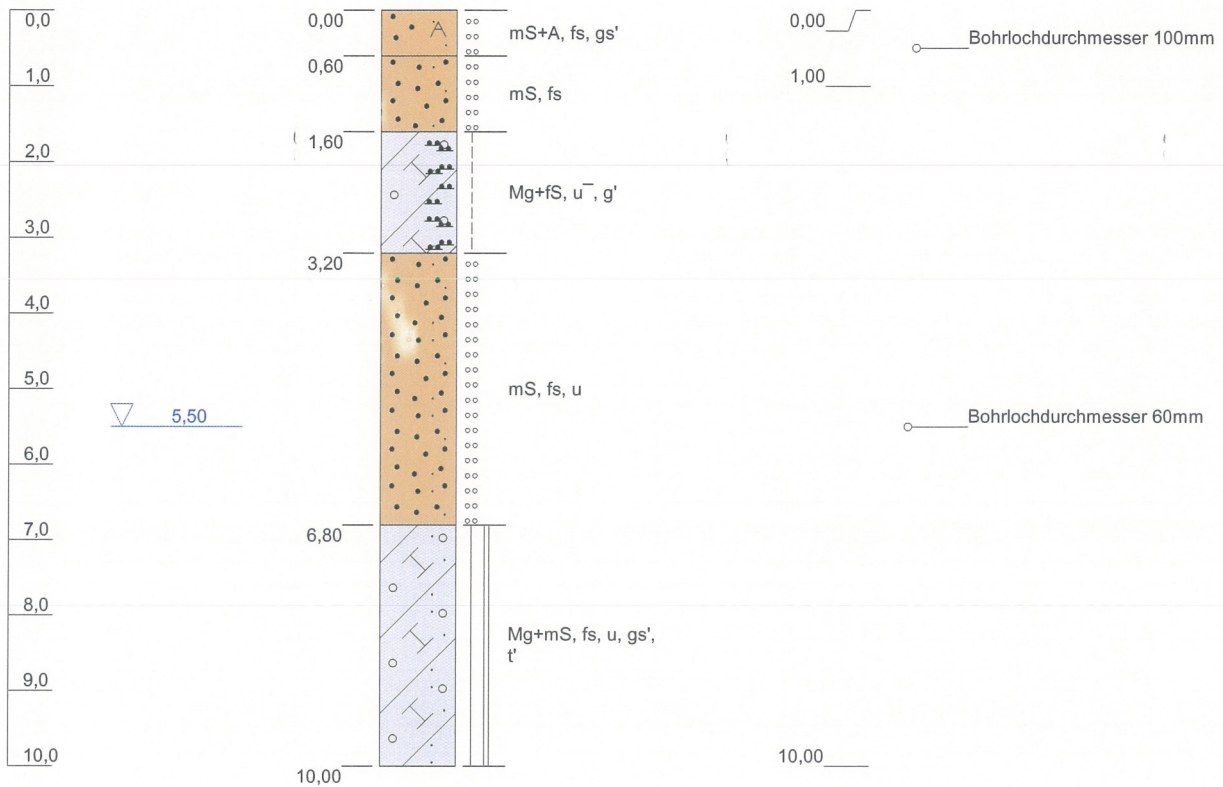 0,0
0,00
mS+A, fs, gs'
0,00
Bohrlochdurchmesser 100mm
A
0,60
1,0
mS, fs
1,00
1,60
2,0
Mg+fS, u¯, g'
3,0
3,20
4,0
5,0
mS, fs, u
5,50
Bohrlochdurchmesser 60mm
6,0
6,80
7,0
8,0
Mg+mS, fs, u, gs',
t'
9,0
10,0
10,00
10,00